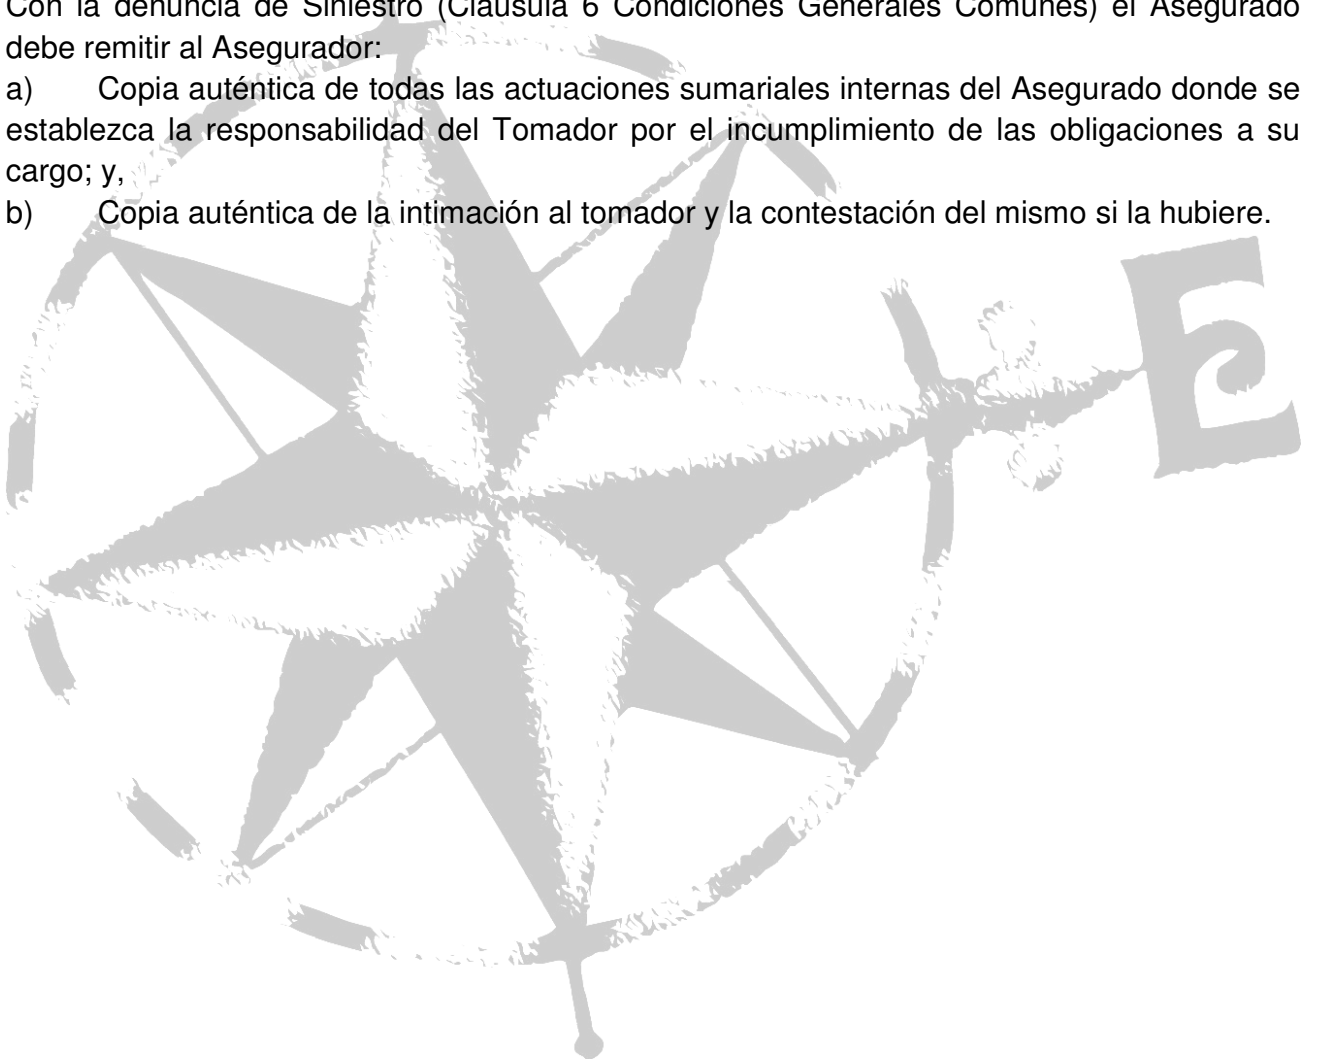 Con la denuncia de Siniestro (Cláusula 6 Condiciones Generales Comunes) el Asegurado
debe remitir al Asegurador:
a) Copia auténtica de todas las actuaciones sumariales internas del Asegurado donde se
establezca la responsabilidad del Tomador por el incumplimiento de las obligaciones a su
cargo; y,
b) Copia auténtica de la intimación al tomador y la contestación del mismo si la hubiere.
E